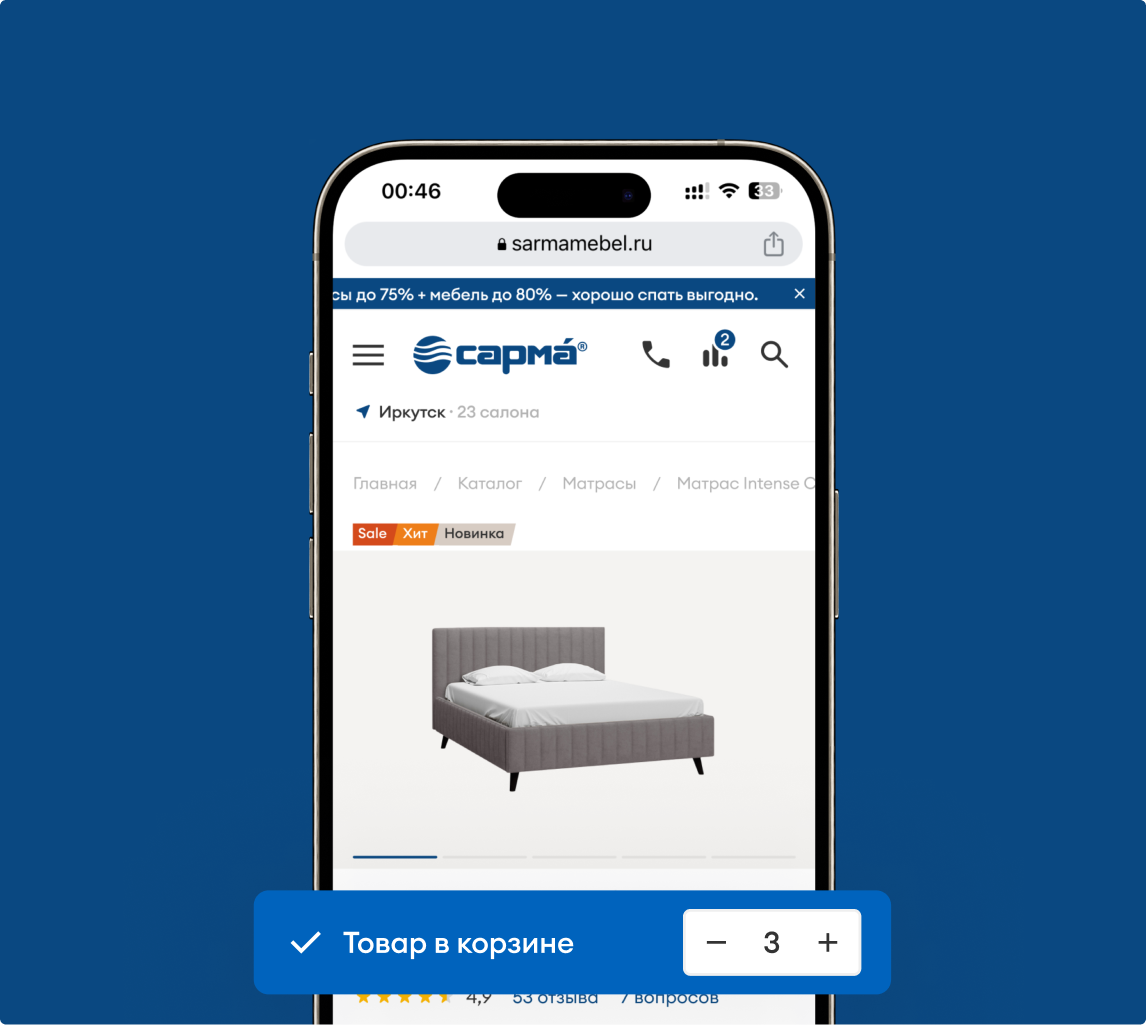 00:46
33
sarmamebel.ru
сы до 75% + мебель до 80% — хорошо спать выгодно.
сарма́®
2
Иркутск · 23 салона
Главная / Каталог / Матрасы / Матрас Intense
Sale Хит Новинка
Товар в корзине
− 3 +
4,9 53 отзыва 7 вопросов